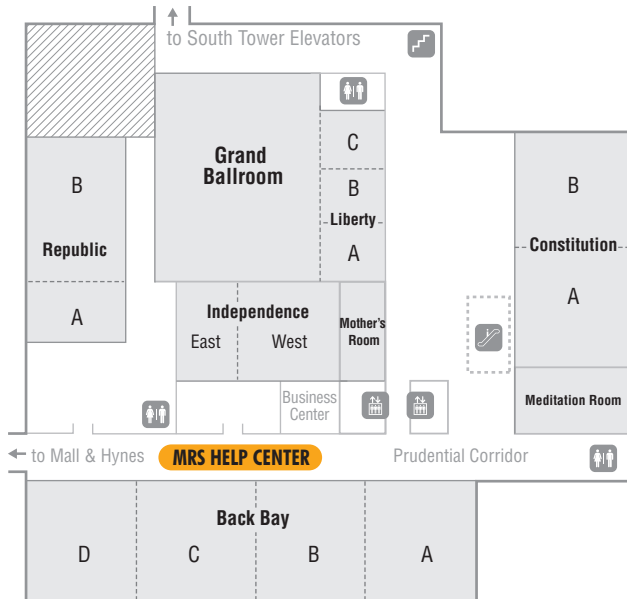 ↑
to South Tower Elevators
Grand
Ballroom
C
B
Liberty
A
B
Republic
A
B
Constitution
A
Independence
East
West
Mother's
Room
Meditation Room
Business
Center
← to Mall & Hynes
MRS HELP CENTER
Prudential Corridor
Back Bay
D
C
B
A